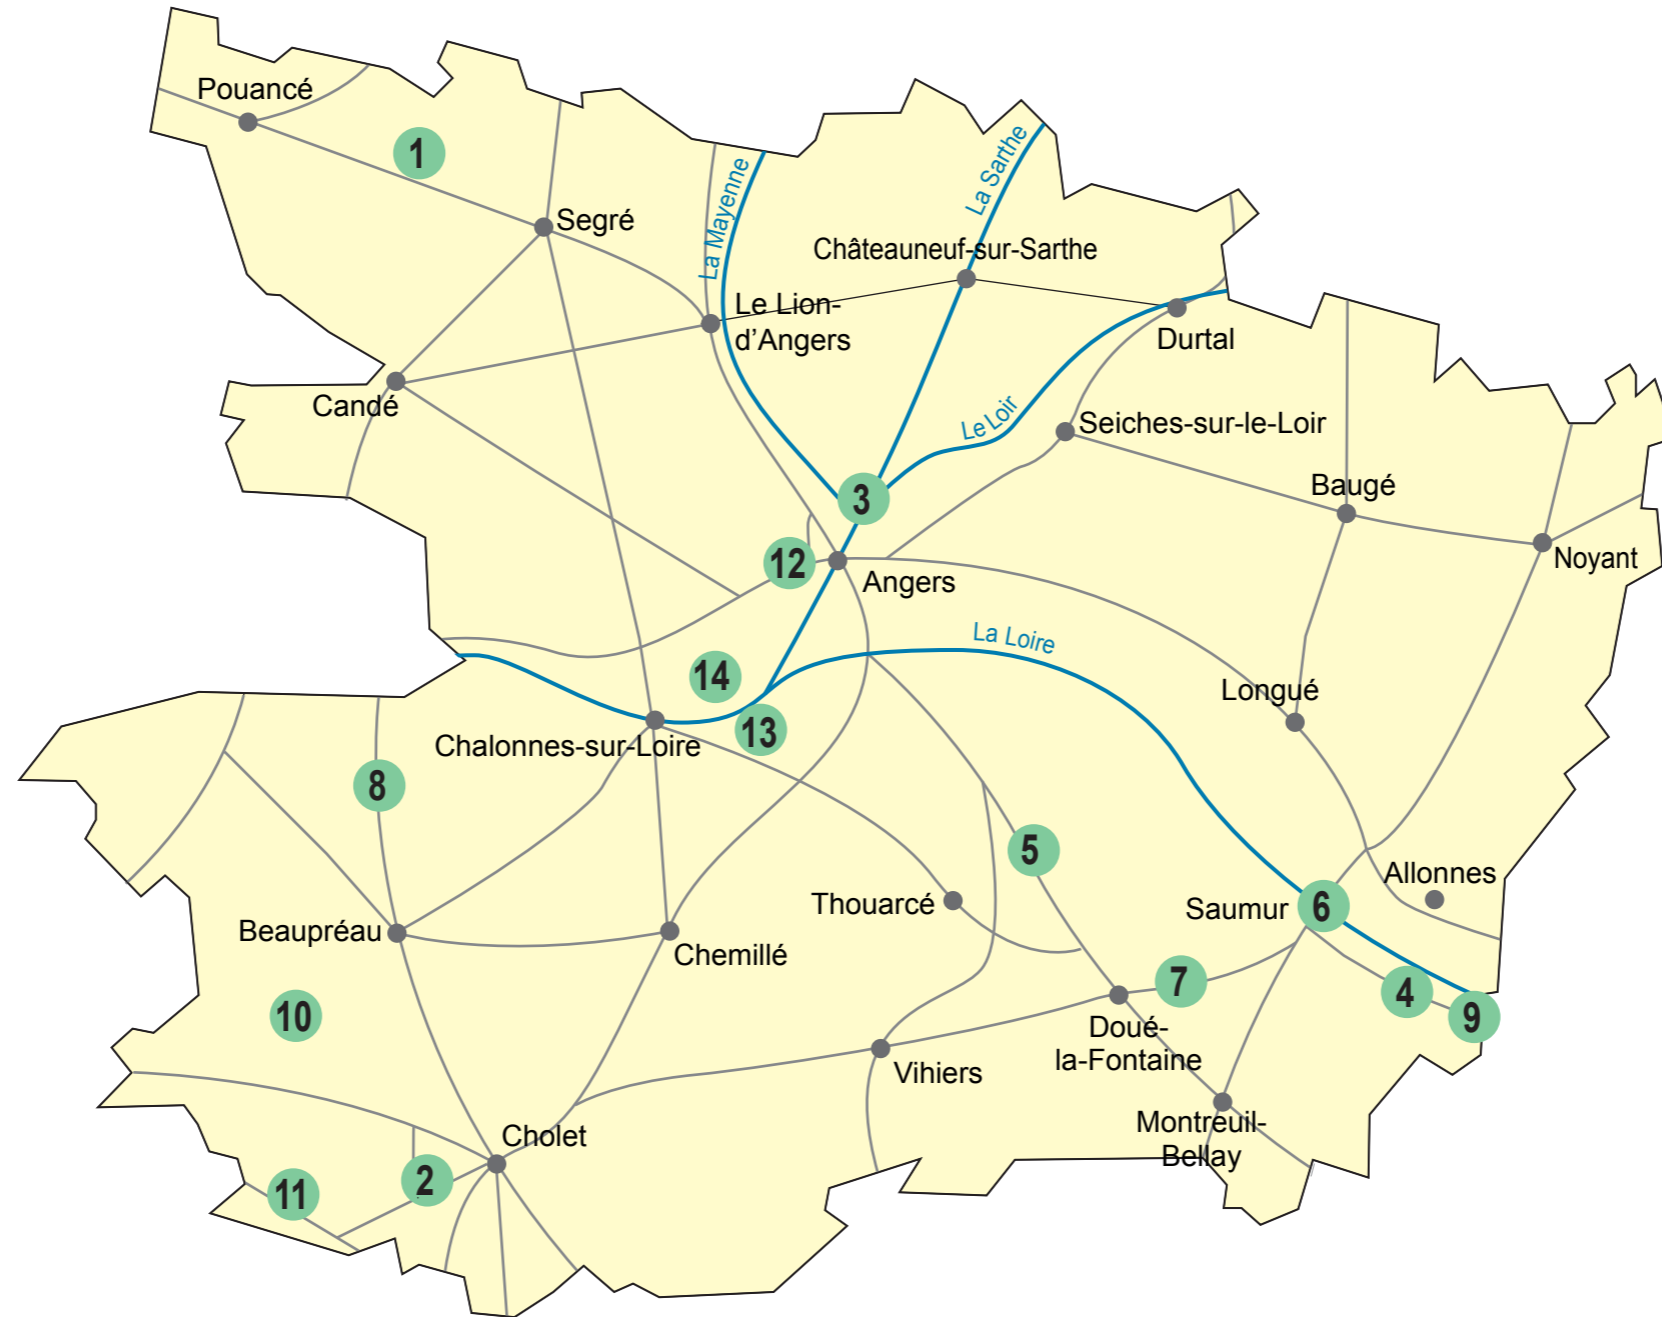 Pouancé
1
Segré
La Mayenne
La Sarthe
Châteauneuf-sur-Sarthe
Le Lion-
d’Angers
Durtal
Candé
Le Loir
Seiches-sur-le-Loir
Baugé
3
Noyant
12
Angers
La Loire
14
Longué
13
Chalonnes-sur-Loire
8
5
Allonnes
Thouarcé
Saumur
6
Beaupréau
Chemillé
7
4
10
9
Doué-
la-Fontaine
Vihiers
Montreuil-
Bellay
Cholet
2
11